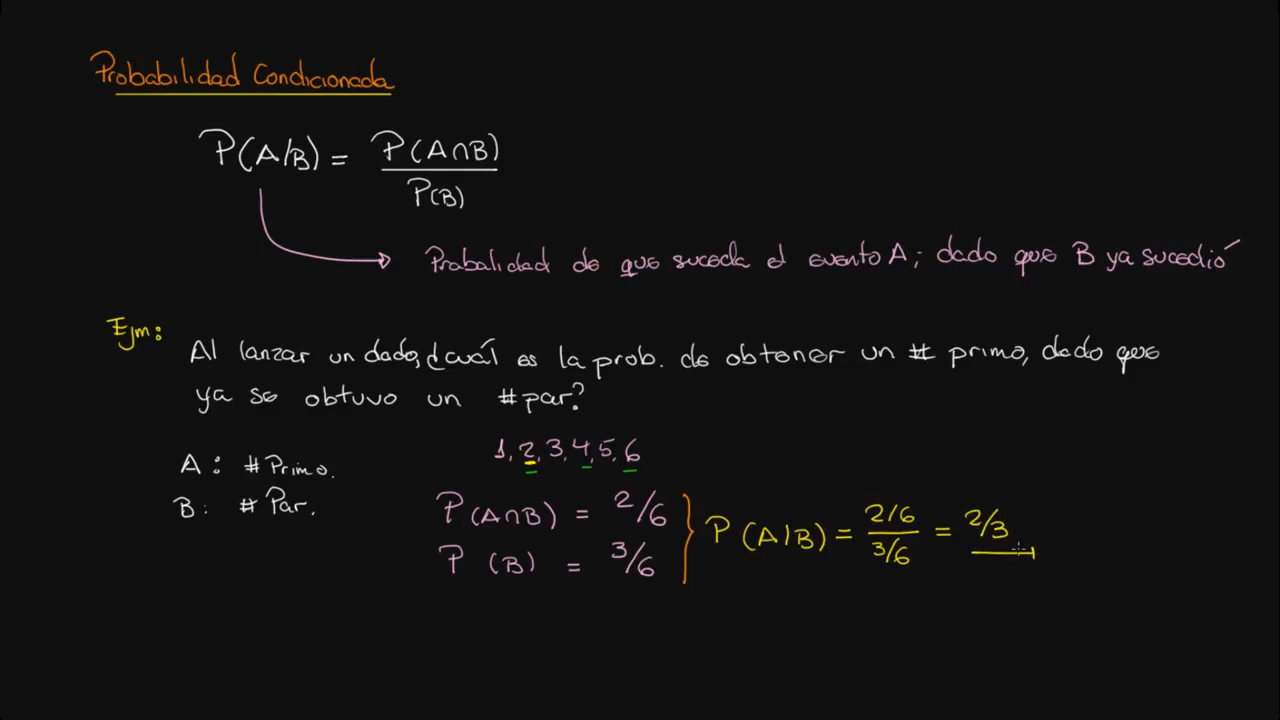 Probabilidad Condicionada
P(A/B) = P(A∩B) / P(B)
Probabalidad de que suceda el evento A; dado que B ya sucedió
Ejm:
Al lanzar un dado, ¿cuál es la prob. de obtener un # primo, dado que
ya se obtuvo un #par?
1, 2, 3, 4, 5, 6
A: #Primo.
B: # Par.
P(A∩B) = 2/6
P (B) = 3/6
P (A/B) = 2/6 / 3/6 = 2/3